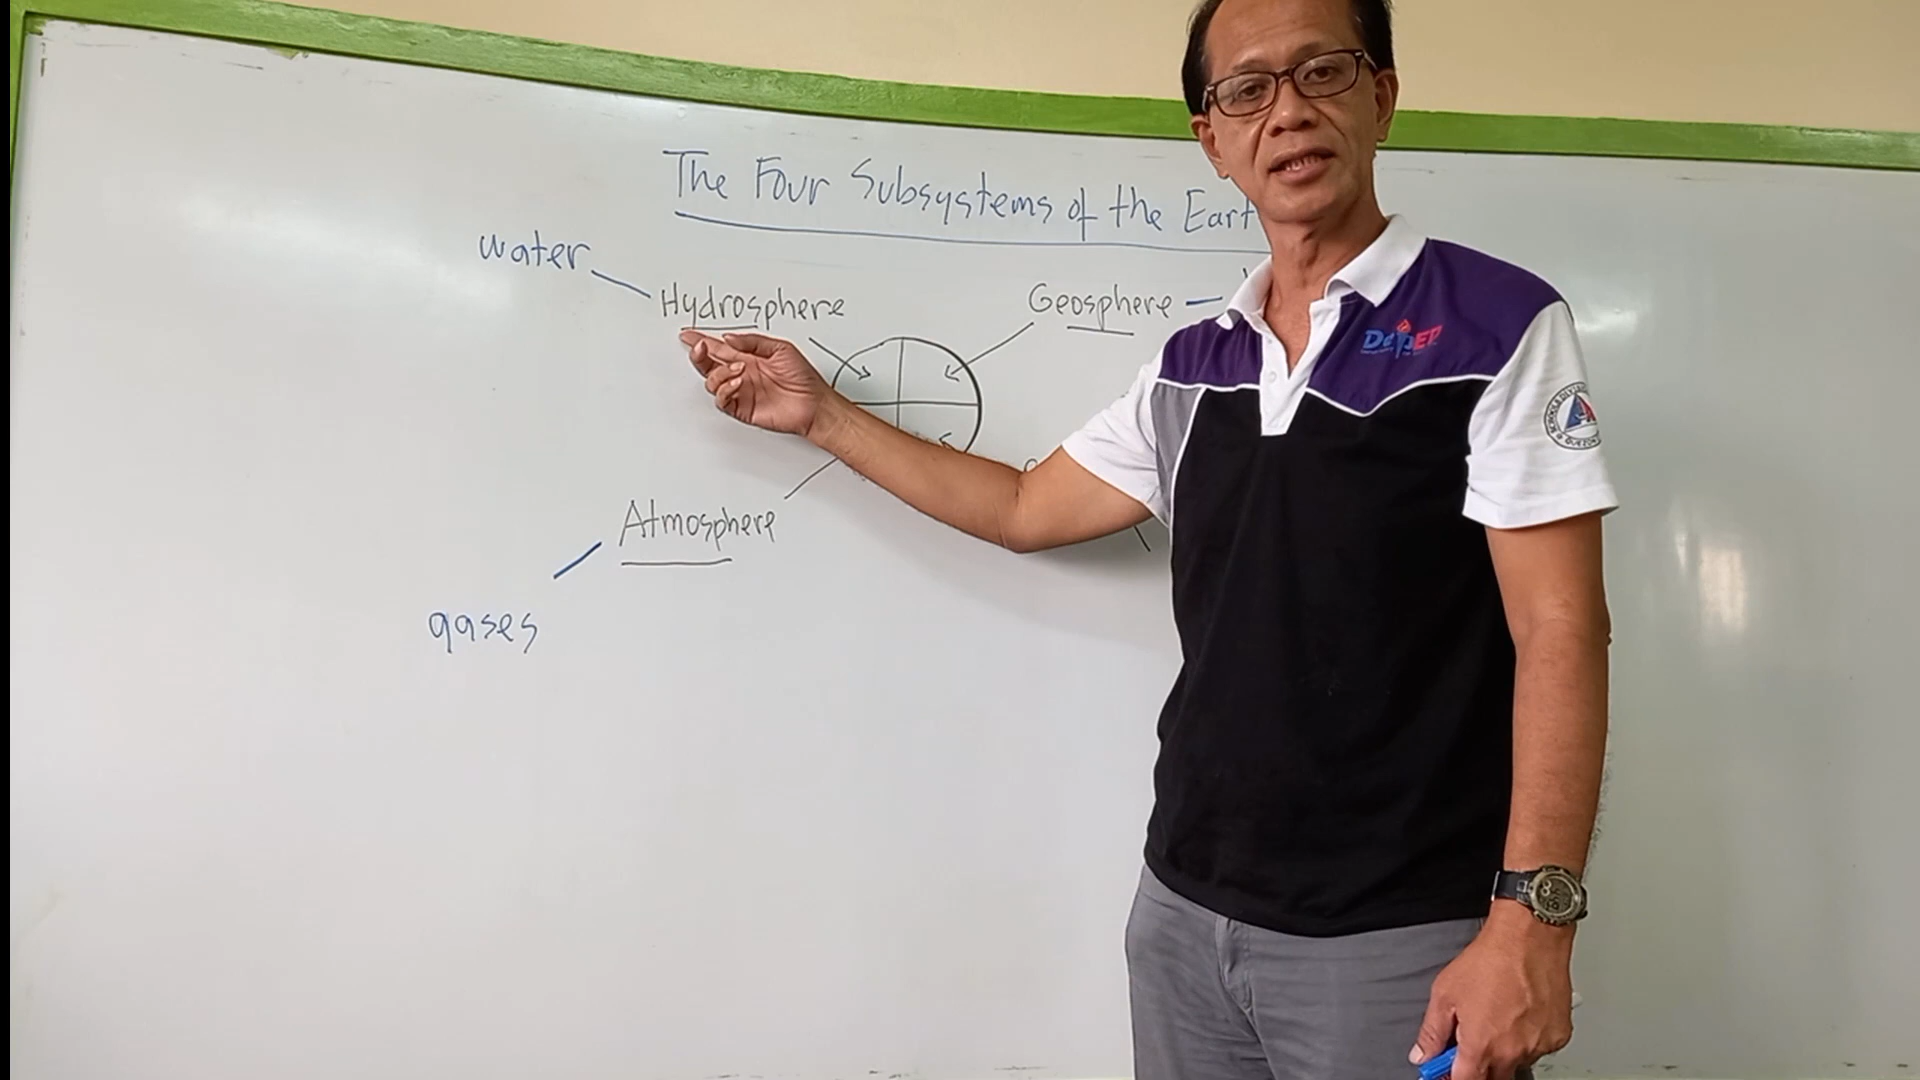 The Four Subsystems of the Eart
water
Hydrosphere
Geosphere
Atmosphere
gases
DepED